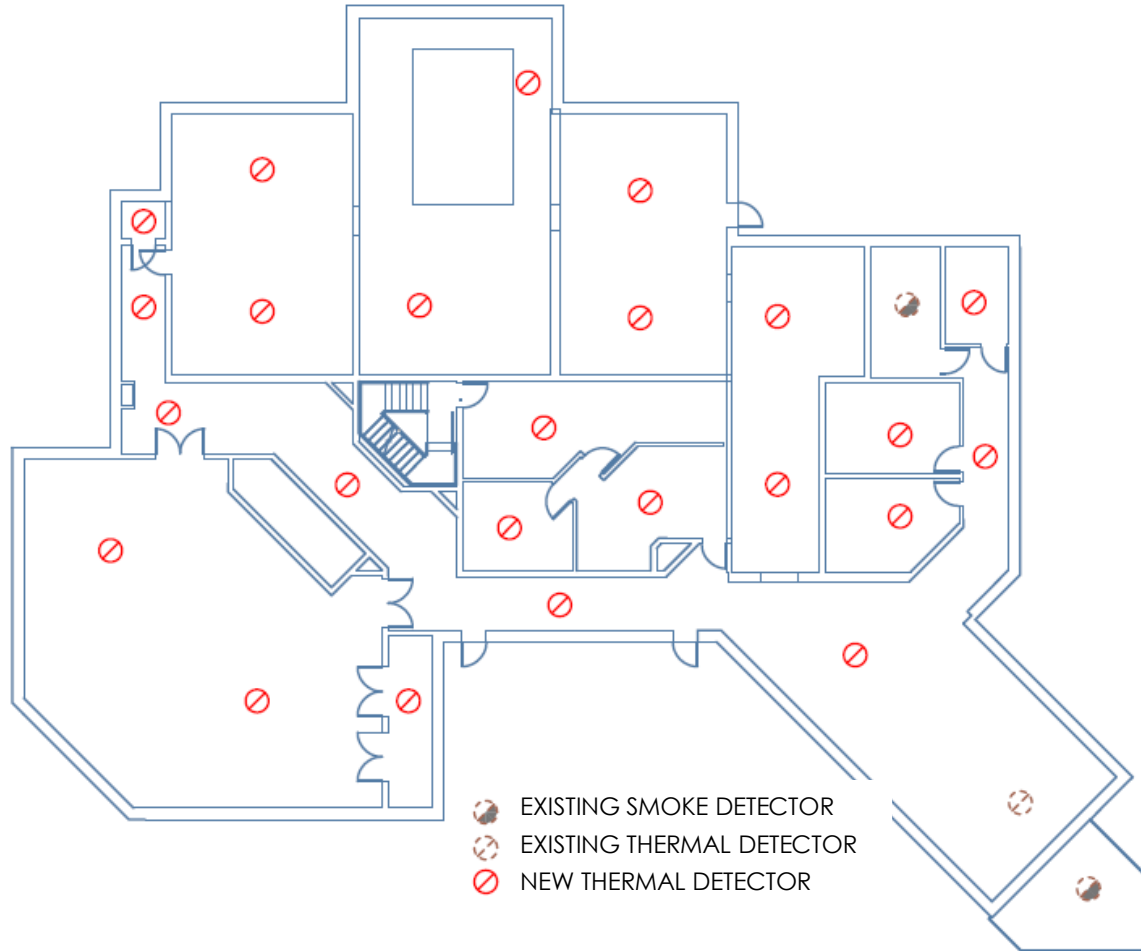 EXISTING SMOKE DETECTOR
EXISTING THERMAL DETECTOR
NEW THERMAL DETECTOR